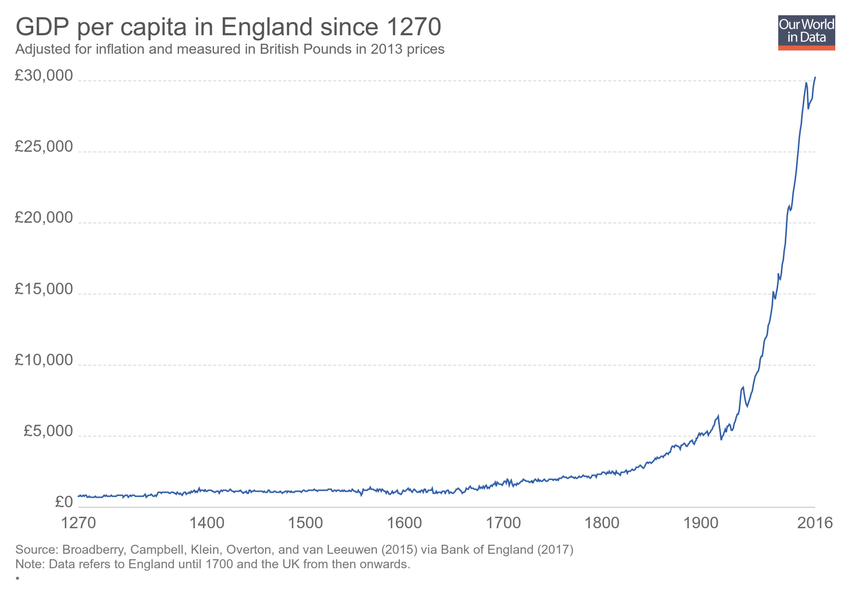 GDP per capita in England since 1270
Adjusted for inflation and measured in British Pounds in 2013 prices
Our World
in Data
£30,000
£25,000
£20,000
£15,000
£10,000
£5,000
£0
1270
1400
1500
1600
1700
1800
1900
2016
Source: Broadberry, Campbell, Klein, Overton, and van Leeuwen (2015) via Bank of England (2017)
Note: Data refers to England until 1700 and the UK from then onwards.
•